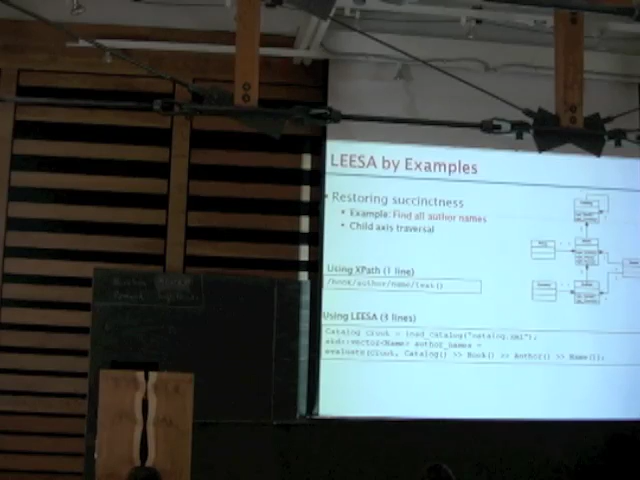 LEESA by Examples
Restoring succinctness
Example: Find all author names
Child axis traversal
Using XPath (1 line)
/book/author/name/text()
Using LEESA (3 lines)
Catalog croot = load_catalog("catalog.xml");
std::vector<Name> author_names =
evaluate(croot, Catalog() >> Book() >> Author() >> Name());